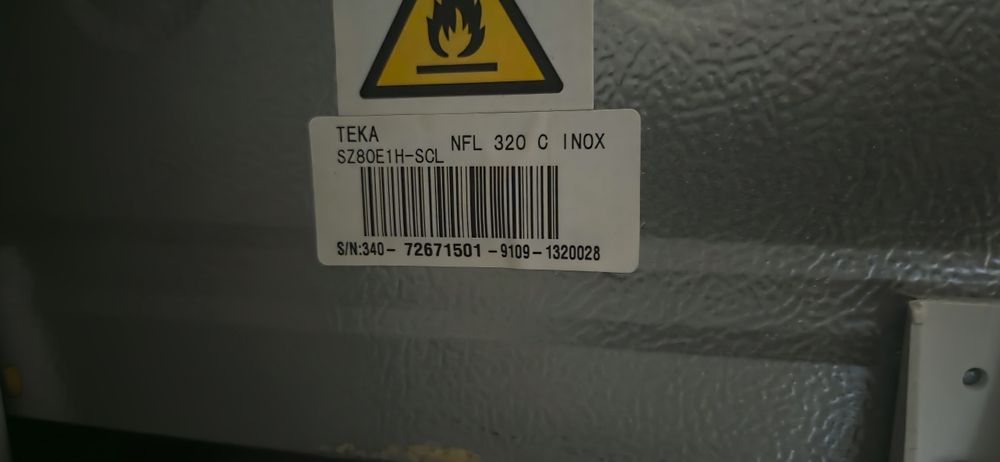 TEKA NFL 320 C INOX
SZ80E1H-SCL
S/N:340- 72671501 -9109-1320028